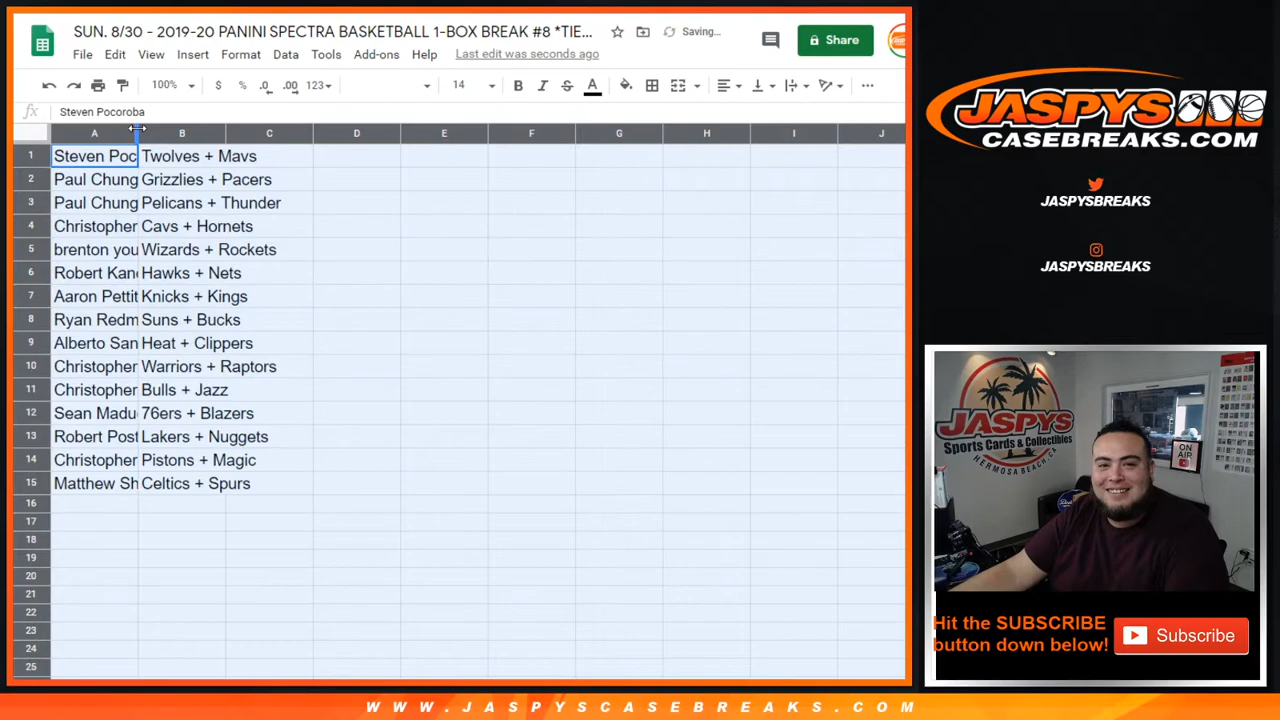 SUN. 8/30 - 2019-20 PANINI SPECTRA BASKETBALL 1-BOX BREAK #8 *TIE...
Saving...
Share
File Edit View Insert Format Data Tools Add-ons Help Last edit was seconds ago
100% $ % .0 .00 123 14 B I S A
fx Steven Pocoroba
A B C D E F G H I J
1 Steven Poc Twolves + Mavs
2 Paul Chung Grizzlies + Pacers
3 Paul Chung Pelicans + Thunder
4 Christopher Cavs + Hornets
5 brenton you Wizards + Rockets
6 Robert Kan Hawks + Nets
7 Aaron Pettit Knicks + Kings
8 Ryan Redm Suns + Bucks
9 Alberto San Heat + Clippers
10 Christopher Warriors + Raptors
11 Christopher Bulls + Jazz
12 Sean Madu 76ers + Blazers
13 Robert Post Lakers + Nuggets
14 Christopher Pistons + Magic
15 Matthew Sh Celtics + Spurs
16
17
18
19
20
21
22
23
24
25
JASPYS
CASEBREAKS.COM
JASPYSBREAKS
JASPYSBREAKS
JASPYS
Sports Cards & Collectibles
HERMOSA BEACH, CA
ON
AIR
Hit the SUBSCRIBE
button down below!
Subscribe
WWW.JASPYSCASEBREAKS.COM